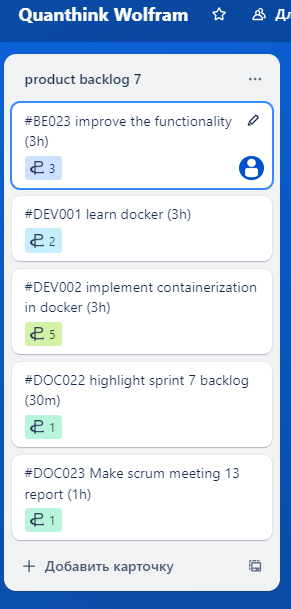 Quanthink Wolfram
Дл
product backlog 7
#BE023 improve the functionality
(3h)
3
#DEV001 learn docker (3h)
2
#DEV002 implement containerization
in docker (3h)
5
#DOC022 highlight sprint 7 backlog
(30m)
1
#DOC023 Make scrum meeting 13
report (1h)
1
Добавить карточку